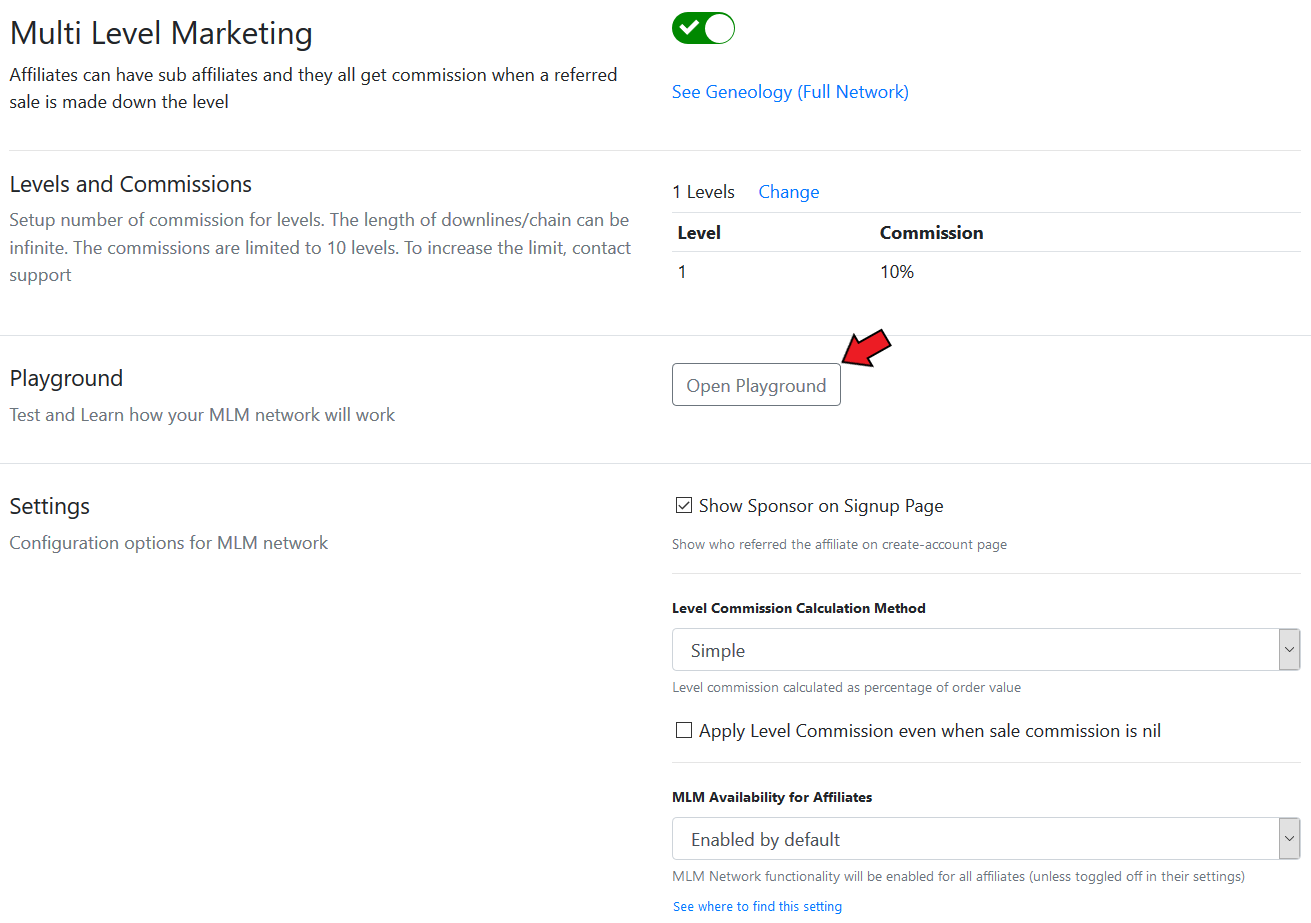 Multi Level Marketing
Affiliates can have sub affiliates and they all get commission when a referred
sale is made down the level
See Geneology (Full Network)
Levels and Commissions
Setup number of commission for levels. The length of downlines/chain can be
infinite. The commissions are limited to 10 levels. To increase the limit, contact
support
1 Levels Change
Level Commission
1 10%
Playground
Test and Learn how your MLM network will work
Open Playground
Settings
Configuration options for MLM network
Show Sponsor on Signup Page
Show who referred the affiliate on create-account page
Level Commission Calculation Method
Simple
Level commission calculated as percentage of order value
Apply Level Commission even when sale commission is nil
MLM Availability for Affiliates
Enabled by default
MLM Network functionality will be enabled for all affiliates (unless toggled off in their settings)
See where to find this setting